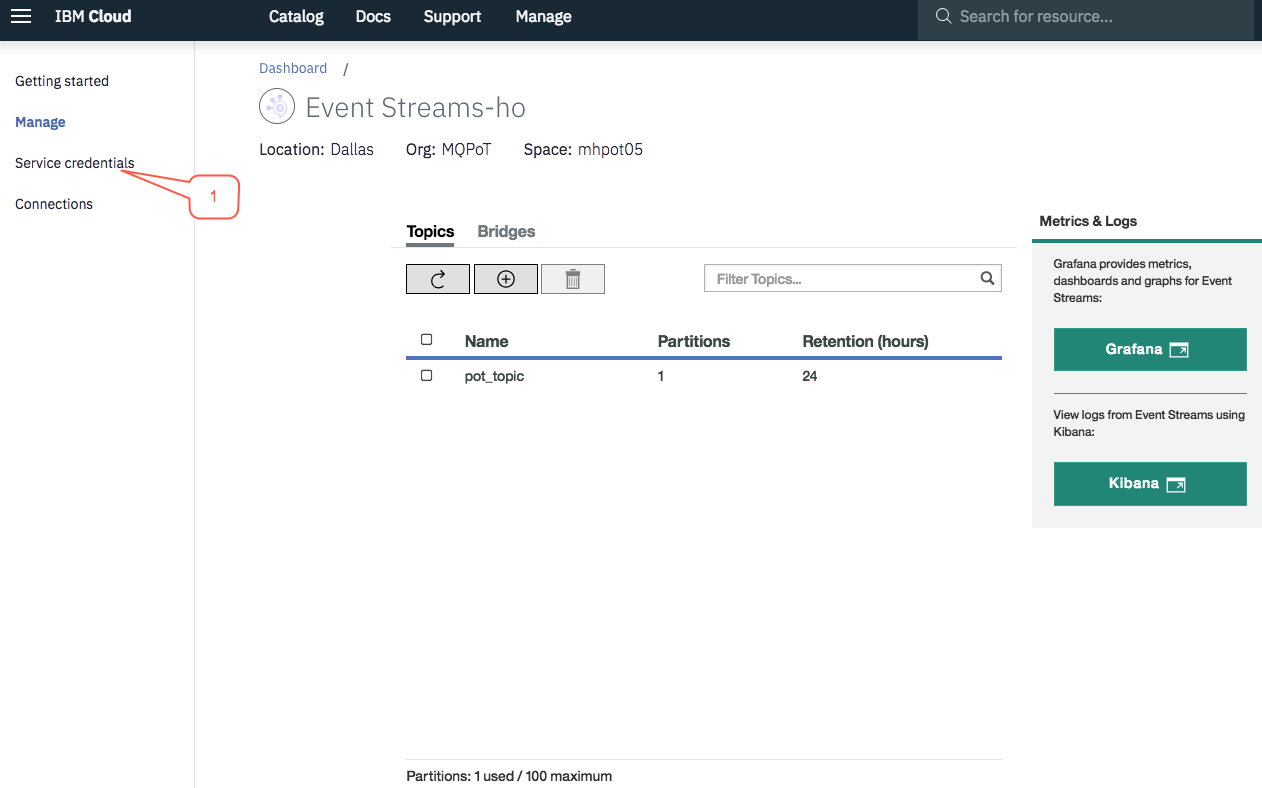 IBM Cloud Catalog Docs Support Manage Search for resource...
Getting started
Manage
Service credentials
Connections
1
Dashboard /
Event Streams-ho
Location: Dallas Org: MQPoT Space: mhpot05
Topics Bridges
Filter Topics...
Name Partitions Retention (hours)
pot_topic 1 24
Partitions: 1 used / 100 maximum
Metrics & Logs
Grafana provides metrics,
dashboards and graphs for Event
Streams:
Grafana
View logs from Event Streams using
Kibana:
Kibana